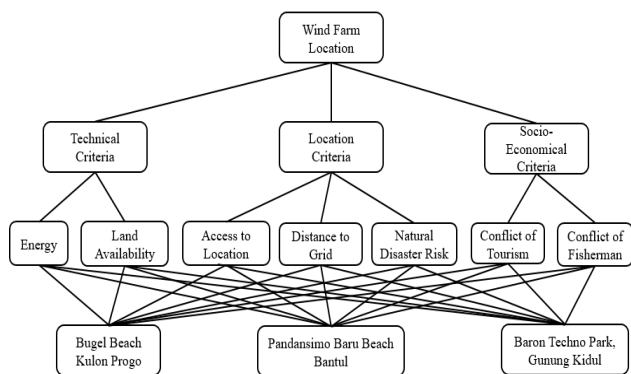 Wind Farm
Location
Technical
Criteria
Location
Criteria
Socio-
Economical
Criteria
Energy
Land
Availability
Access to
Location
Distance to
Grid
Natural
Disaster Risk
Conflict of
Tourism
Conflict of
Fisherman
Bugel Beach
Kulon Progo
Pandansimo Baru Beach
Bantul
Baron Techno Park,
Gunung Kidul